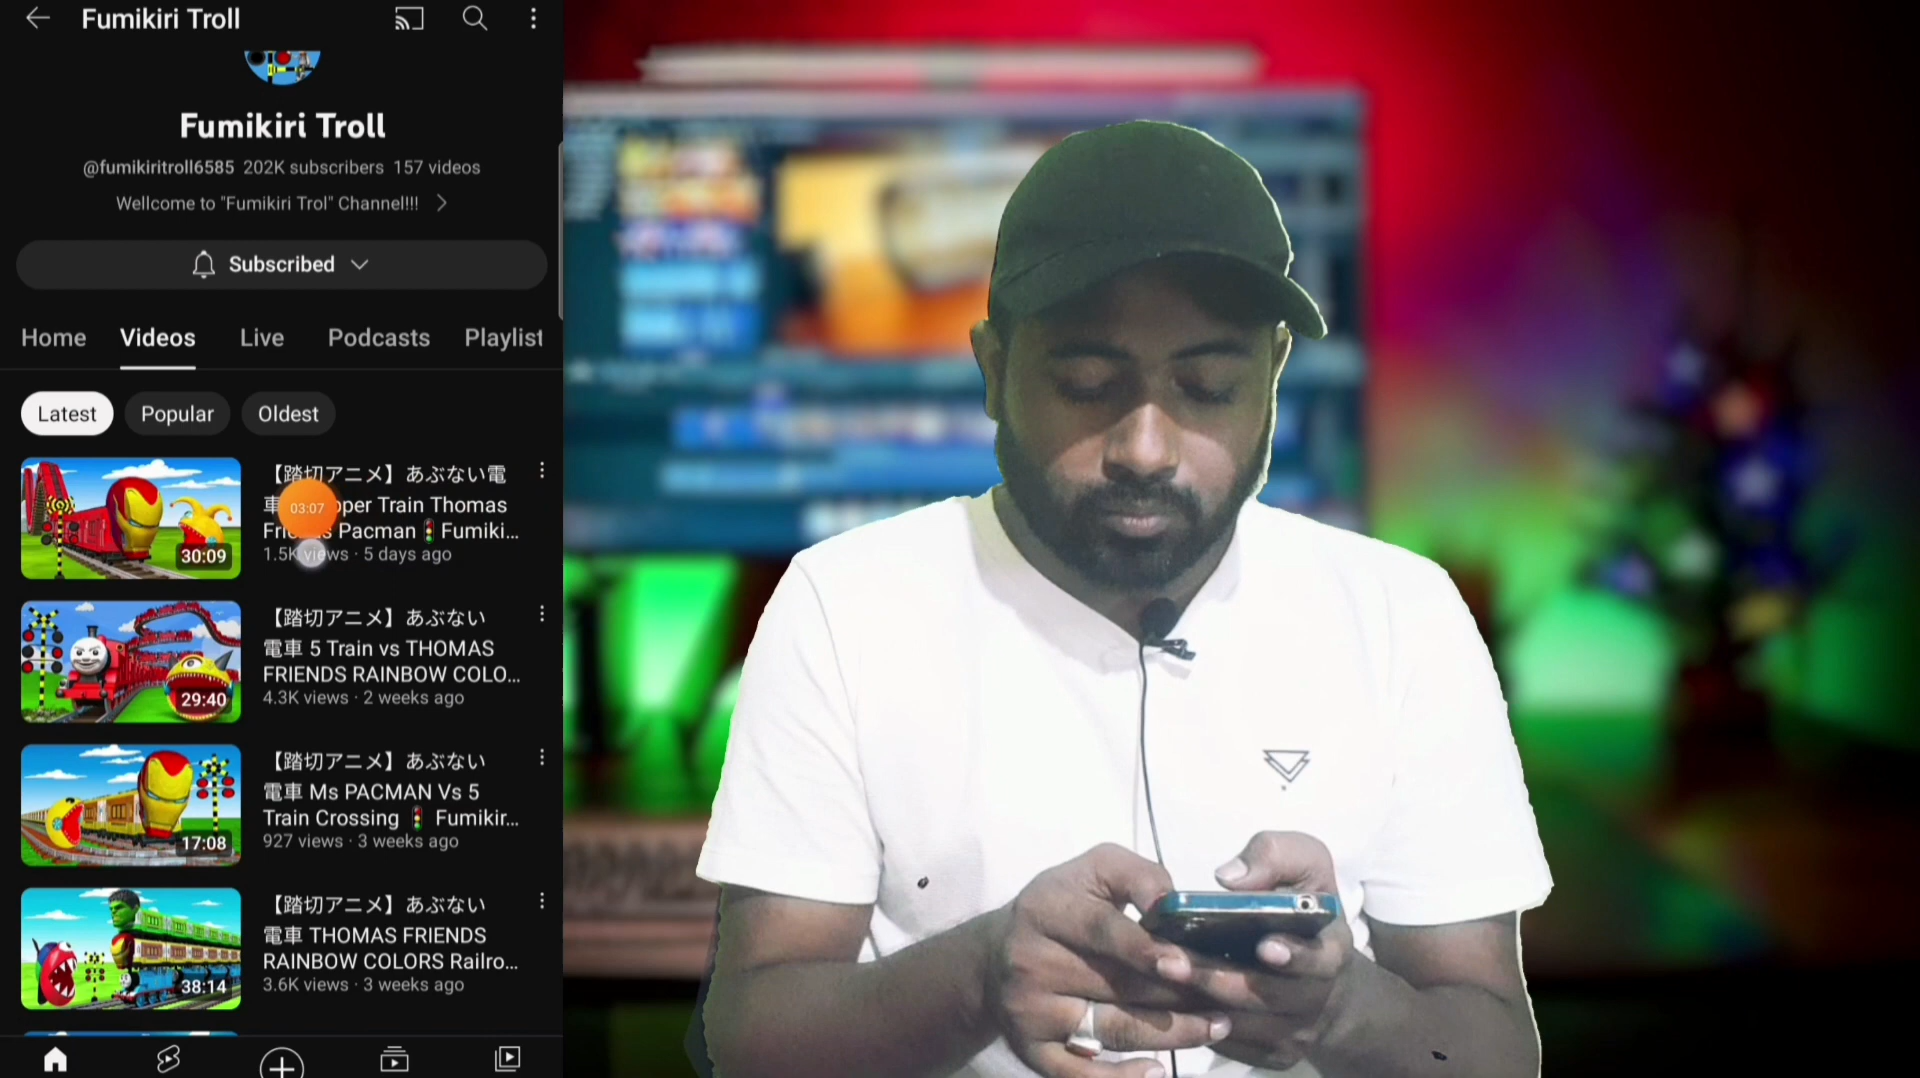 Fumikiri Troll
Fumikiri Troll
@fumikiritroll6585 202K subscribers 157 videos
Wellcome to "Fumikiri Trol" Channel!!!
Subscribed
Home Videos Live Podcasts Playlist
Latest Popular Oldest
【踏切アニメ】あぶない電
車 Train Thomas
Pacman🚦Fumiki...
1.5K views · 5 days ago
03:07
30:09
【踏切アニメ】あぶない
電車 5 Train vs THOMAS
FRIENDS RAINBOW COLO...
4.3K views · 2 weeks ago
29:40
【踏切アニメ】あぶない
電車 Ms PACMAN Vs 5
Train Crossing 🚦 Fumikir...
927 views · 3 weeks ago
17:08
【踏切アニメ】あぶない
電車 THOMAS FRIENDS
RAINBOW COLORS Railro...
3.6K views · 3 weeks ago
38:14